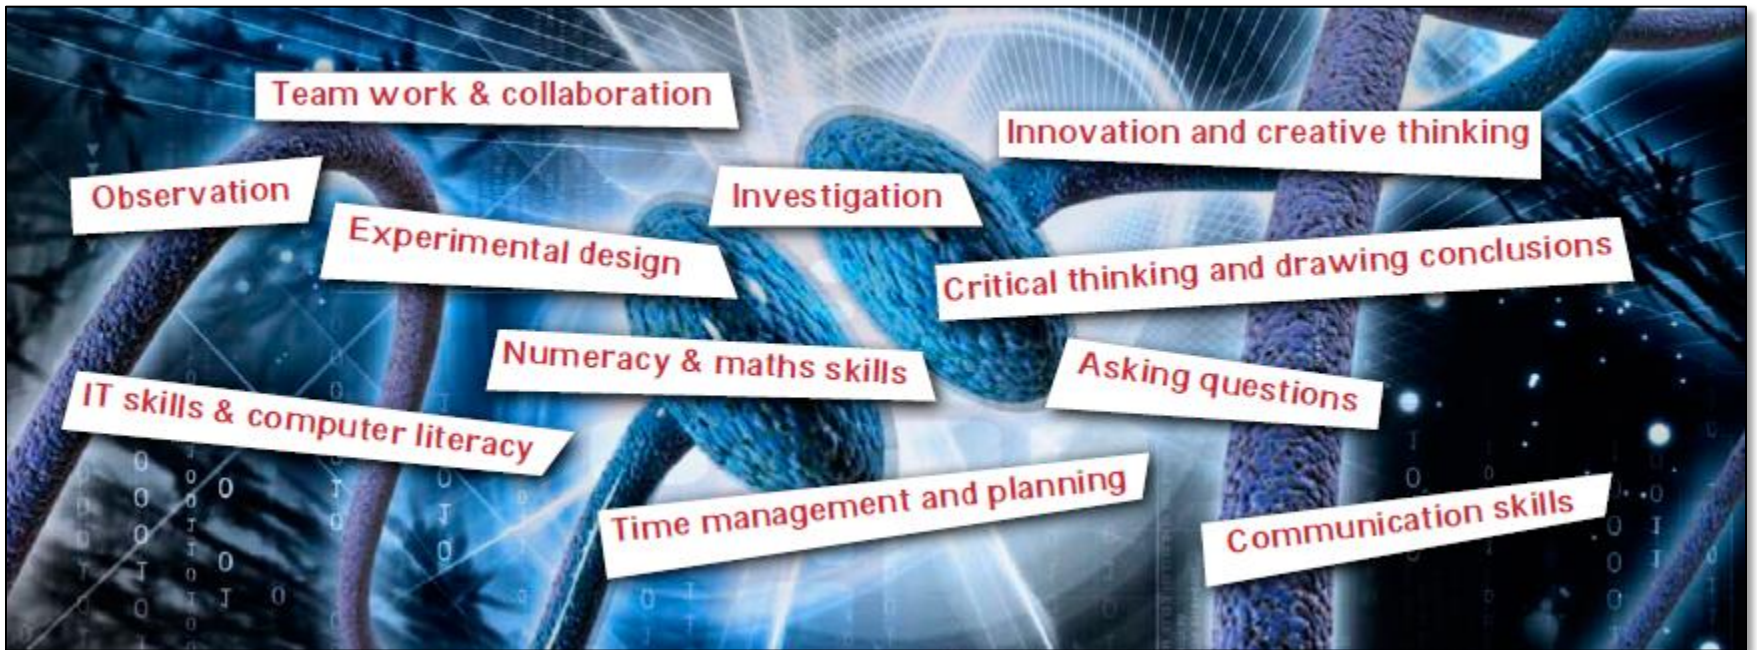 Team work & collaboration
Innovation and creative thinking
Observation
Investigation
Experimental design
Critical thinking and drawing conclusions
Numeracy & maths skills
Asking questions
IT skills & computer literacy
Time management and planning
Communication skills